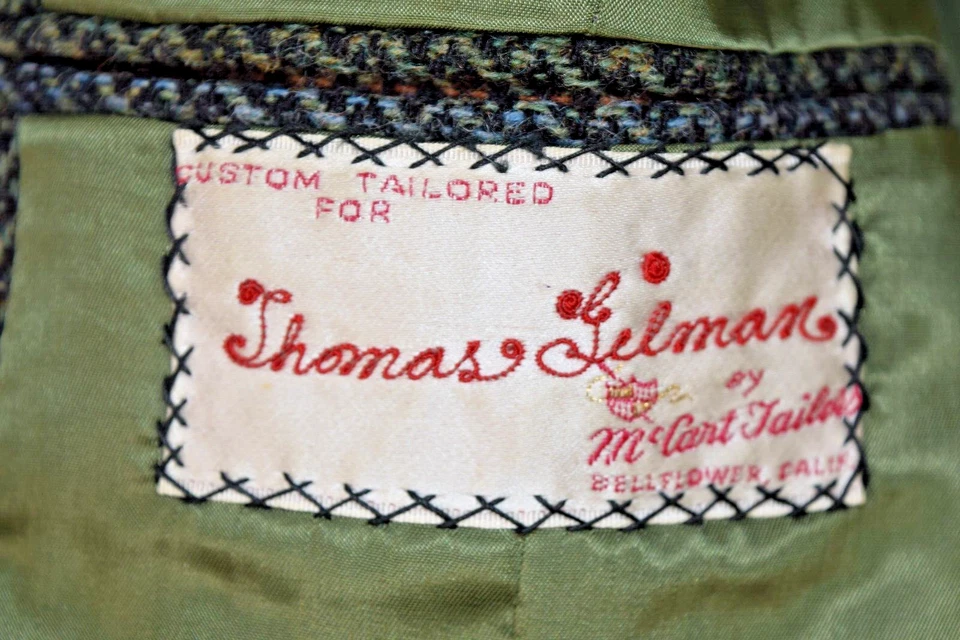 CUSTOM TAILORED
FOR
Thomas Gilman
BY
McCart Tailors
BELLFLOWER, CALIF.